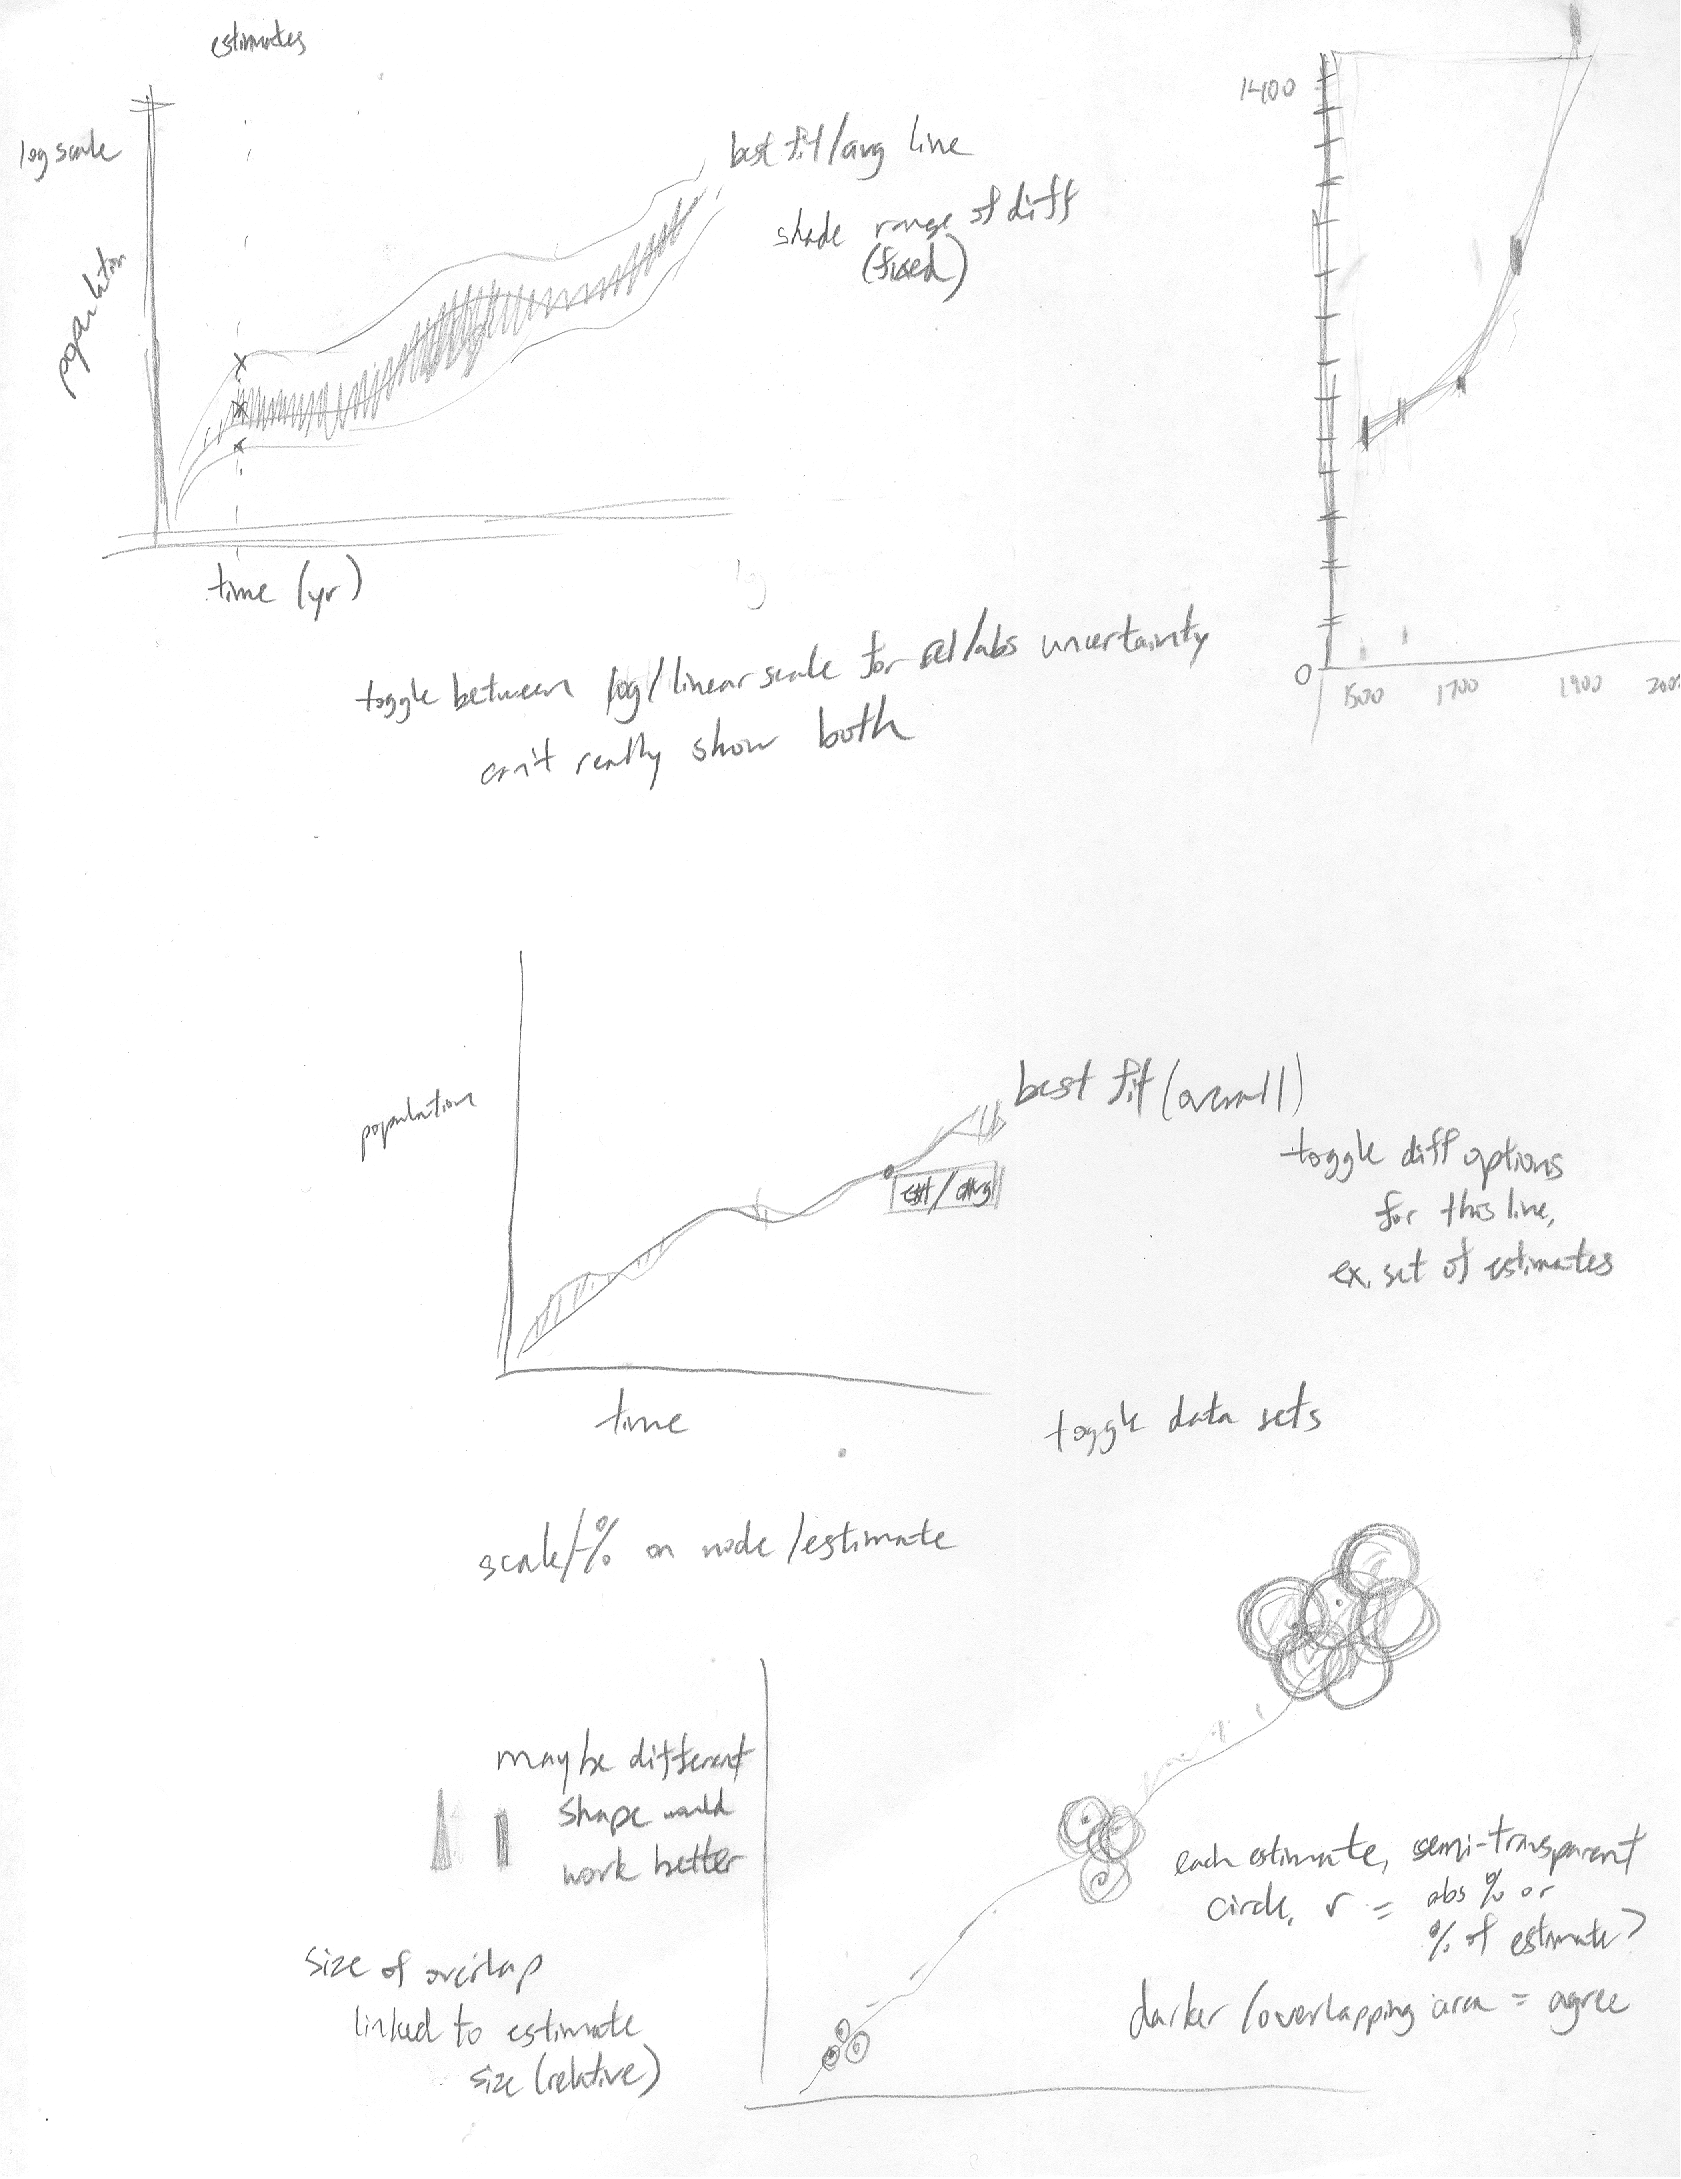 estimates
log scale
population
best fit/avg line
shade range of diff
(fixed)
time (yr)
1400
0
1500 1700 1900 200
toggle between log/linear scale for rel/abs uncertainty
can't really show both
population
best fit (overall)
est/avg
toggle diff options
for this line,
ex. set of estimates
time
toggle data sets
scale/% on node/estimate
maybe different
shape would
work better
each estimate, semi-transparent
circle, r = abs % or
% of estimate?
darker/overlapping area = agree
size of overlap
linked to estimate
size (relative)